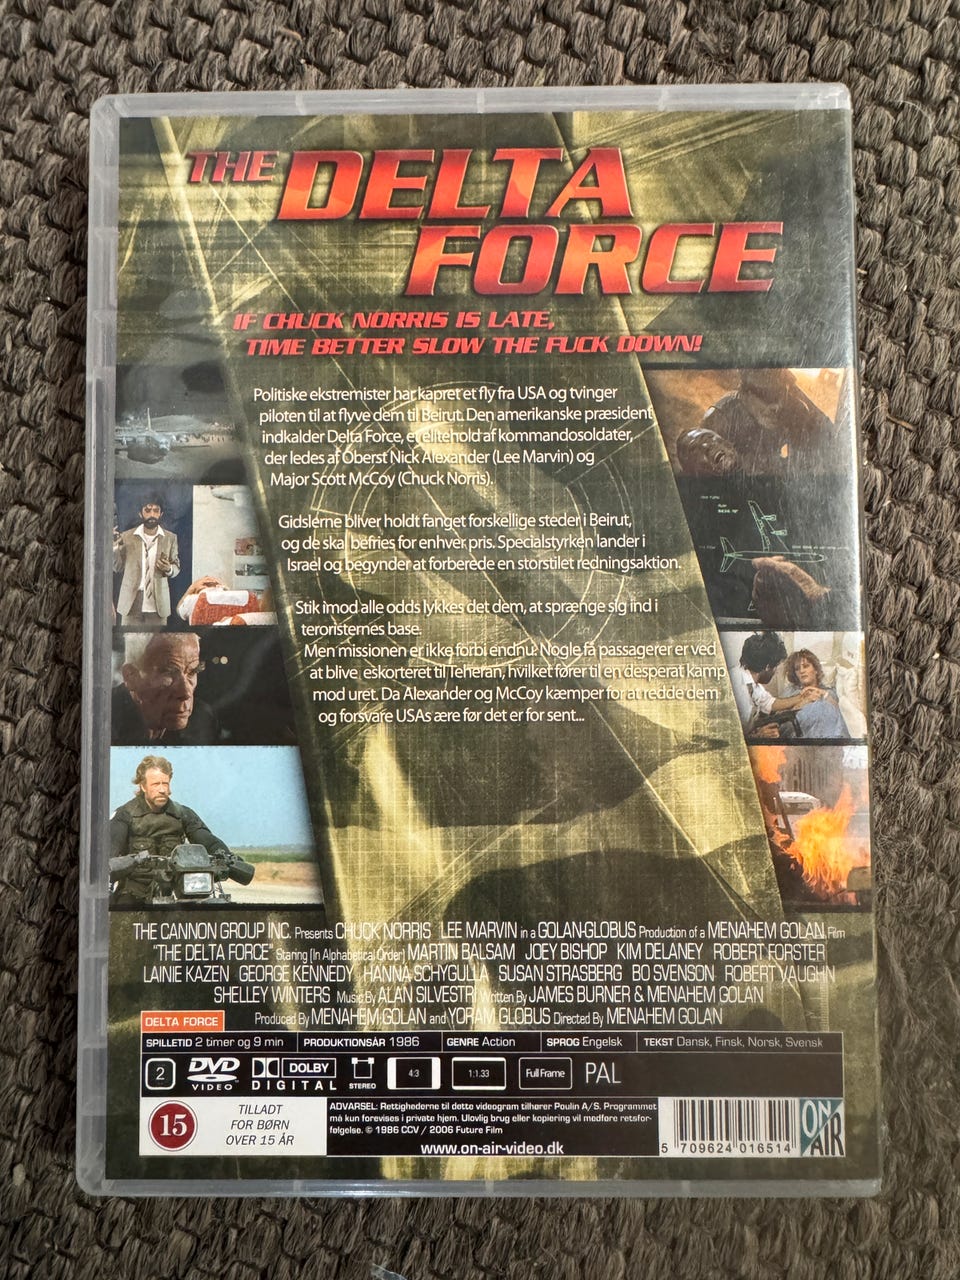 THE DELTA
FORCE
IF CHUCK NORRIS IS LATE,
TIME BETTER SLOW THE FUCK DOWN!
Politiske ekstremister har kapret et fly fra USA og tvinger
piloten til at flyve dem til Beirut. Den amerikanske præsident
indkalder Delta Force, et elitehold af kommandosoldater,
der ledes af Oberst Nick Alexander (Lee Marvin) og
Major Scott McCoy (Chuck Norris).
Gidslerne bliver holdt fanget forskellige steder i Beirut,
og de skal befries for enhver pris. Specialstyrken lander i
Israel og begynder at forberede en storstilet redningsaktion.
Stik imod alle odds lykkes det dem, at sprænge sig ind i
teroristernes base.
Men missionen er ikke forbi endnu. Nogle få passagerer er ved
at blive eskorteret til Teheran, hvilket fører til en desperat kamp
mod uret. Da Alexander og McCoy kæmper for at redde dem
og forsvare USAs ære før det er for sent...
THE CANNON GROUP INC. Presents CHUCK NORRIS LEE MARVIN in a GOLAN-GLOBUS Production of a MENAHEM GOLAN Film
"THE DELTA FORCE" Staring (In Alphabetical Order) MARTIN BALSAM JOEY BISHOP KIM DELANEY ROBERT FORSTER
LAINIE KAZEN GEORGE KENNEDY HANNA SCHYGULLA SUSAN STRASBERG BO SVENSON ROBERT VAUGHN
SHELLEY WINTERS Music By ALAN SILVESTRI Written By JAMES BURNER & MENAHEM GOLAN
Produced By MENAHEM GOLAN and YORAM GLOBUS Directed By MENAHEM GOLAN
DELTA FORCE
SPILLETID 2 timer og 9 min PRODUKTIONSÅR 1986 GENRE Action SPROG Engelsk TEKST Dansk, Finsk, Norsk, Svensk
2 DVD VIDEO DOLBY DIGITAL STEREO 4:3 1:1.33 Full Frame PAL
15
TILLADT
FOR BØRN
OVER 15 ÅR
ADVARSEL: Rettighederne til dette videogram tilhører Poulin A/S. Programmet
må kun forevises i private hjem. Ulovlig brug eller kopiering vil medføre retsfor-
følgelse. © 1986 CCV / 2006 Future Film
www.on-air-video.dk
5 709624 016514
ON
AIR